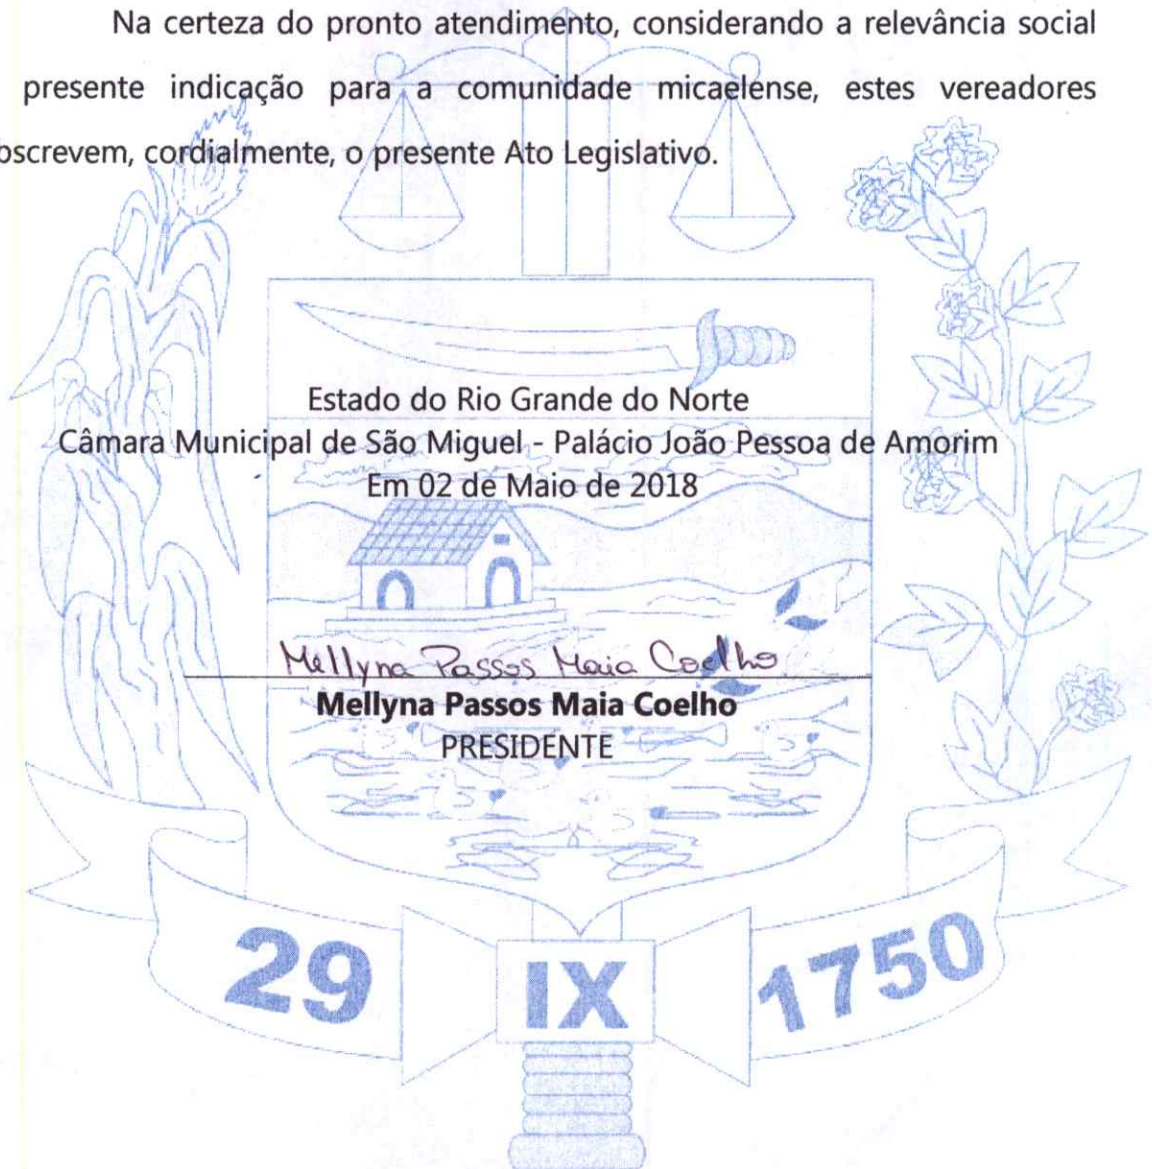 Na certeza do pronto atendimento, considerando a relevância social
presente indicação para a comunidade micaelense, estes vereadores
bscrevem, cordialmente, o presente Ato Legislativo.
Estado do Rio Grande do Norte
Câmara Municipal de São Miguel - Palácio João Pessoa de Amorim
Em 02 de Maio de 2018
Mellyna Passos Maia Coelho
Mellyna Passos Maia Coelho
PRESIDENTE
29 IX 1750